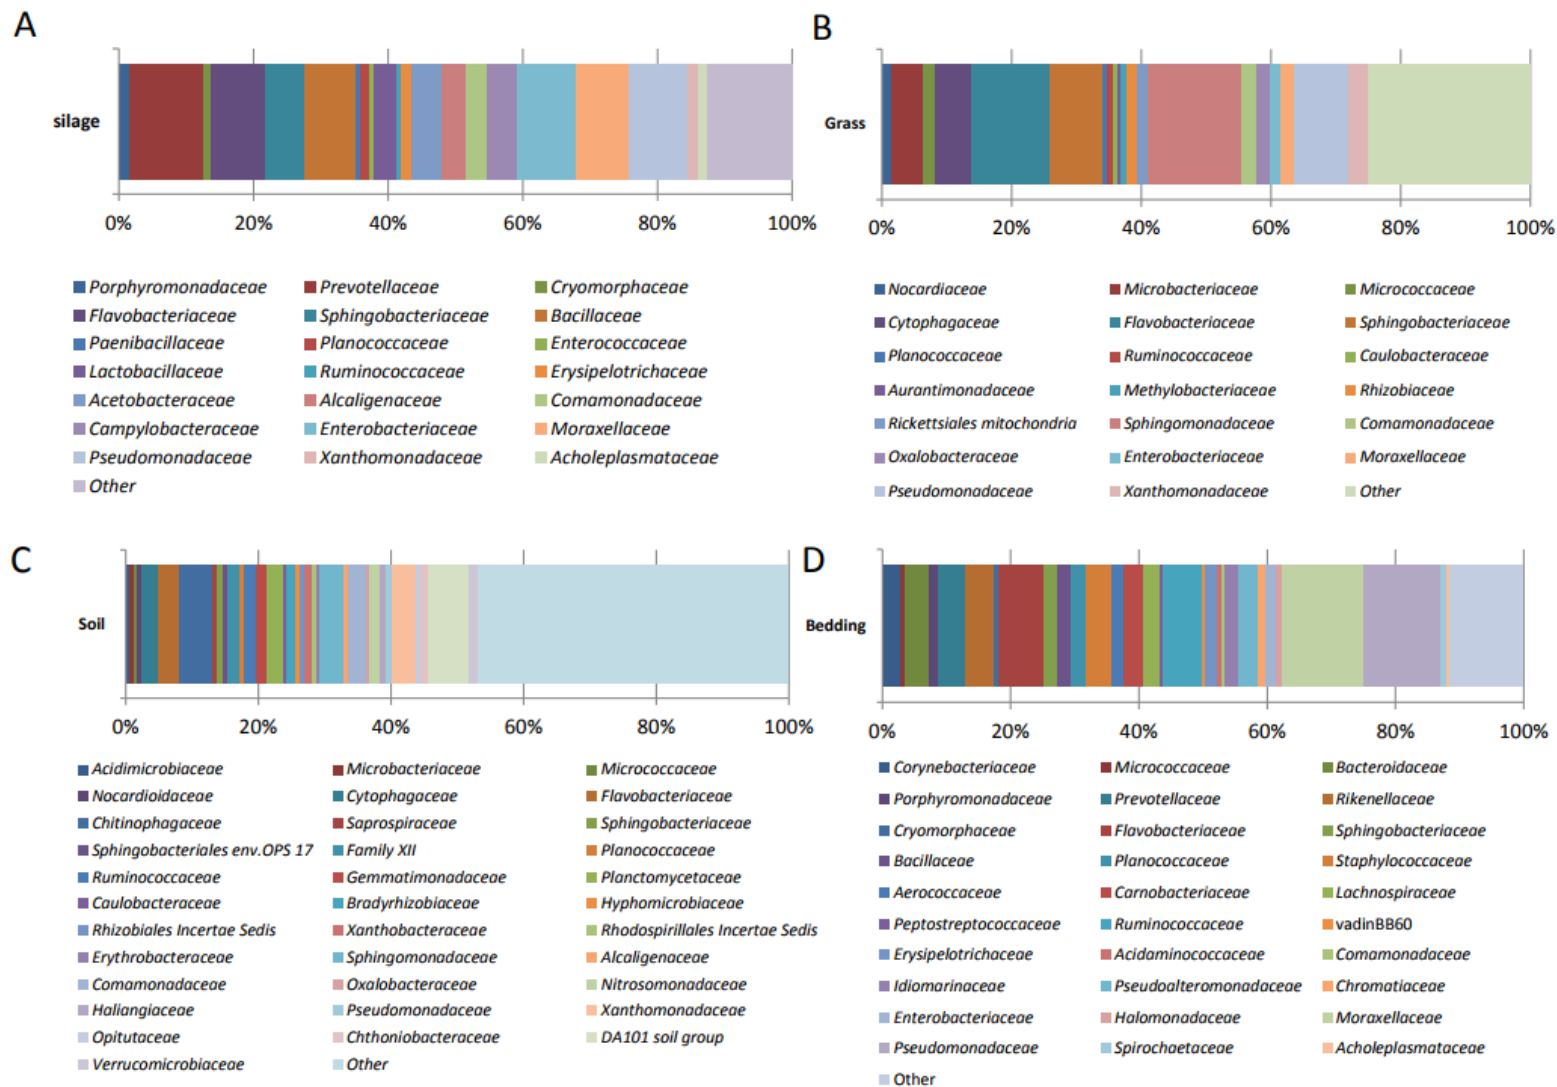 A
silage
0% 20% 40% 60% 80% 100%
Porphyromonadaceae Prevotellaceae Cryomorphaceae
Flavobacteriaceae Sphingobacteriaceae Bacillaceae
Paenibacillaceae Planococcaceae Enterococcaceae
Lactobacillaceae Ruminococcaceae Erysipelotrichaceae
Acetobacteraceae Alcaligenaceae Comamonadaceae
Campylobacteraceae Enterobacteriaceae Moraxellaceae
Pseudomonadaceae Xanthomonadaceae Acholeplasmataceae
Other
B
Grass
0% 20% 40% 60% 80% 100%
Nocardiaceae Microbacteriaceae Micrococcaceae
Cytophagaceae Flavobacteriaceae Sphingobacteriaceae
Planococcaceae Ruminococcaceae Caulobacteraceae
Aurantimonadaceae Methylobacteriaceae Rhizobiaceae
Rickettsiales mitochondria Sphingomonadaceae Comamonadaceae
Oxalobacteraceae Enterobacteriaceae Moraxellaceae
Pseudomonadaceae Xanthomonadaceae Other
C
Soil
0% 20% 40% 60% 80% 100%
Acidimicrobiaceae Microbacteriaceae Micrococcaceae
Nocardioidaceae Cytophagaceae Flavobacteriaceae
Chitinophagaceae Saprospiraceae Sphingobacteriaceae
Sphingobacteriales env.OPS 17 Family XII Planococcaceae
Ruminococcaceae Gemmatimonadaceae Planctomycetaceae
Caulobacteraceae Bradyrhizobiaceae Hyphomicrobiaceae
Rhizobiales Incertae Sedis Xanthobacteraceae Rhodospirillales Incertae Sedis
Erythrobacteraceae Sphingomonadaceae Alcaligenaceae
Comamonadaceae Oxalobacteraceae Nitrosomonadaceae
Haliangiaceae Pseudomonadaceae Xanthomonadaceae
Opitutaceae Chthoniobacteraceae DA101 soil group
Verrucomicrobiaceae Other
D
Bedding
0% 20% 40% 60% 80% 100%
Corynebacteriaceae Micrococcaceae Bacteroidaceae
Porphyromonadaceae Prevotellaceae Rikenellaceae
Cryomorphaceae Flavobacteriaceae Sphingobacteriaceae
Bacillaceae Planococcaceae Staphylococcaceae
Aerococcaceae Carnobacteriaceae Lachnospiraceae
Peptostreptococcaceae Ruminococcaceae vadinBB60
Erysipelotrichaceae Acidaminococcaceae Comamonadaceae
Idiomarinaceae Pseudoalteromonadaceae Chromatiaceae
Enterobacteriaceae Halomonadaceae Moraxellaceae
Pseudomonadaceae Spirochaetaceae Acholeplasmataceae
Other